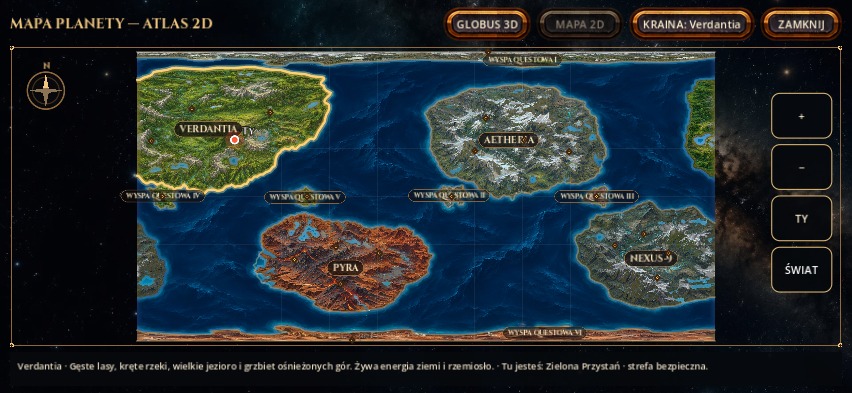 MAPA PLANETY — ATLAS 2D
GLOBUS 3D
MAPA 2D
KRAINA: Verdantia
ZAMKNIJ
N
WYSPA QUESTOWA I
VERDANTIA
TY
AETHERIA
WYSPA QUESTOWA IV
WYSPA QUESTOWA V
WYSPA QUESTOWA II
WYSPA QUESTOWA III
PYRA
NEXUS-9
WYSPA QUESTOWA VI
+
−
TY
ŚWIAT
Verdantia · Gęste lasy, kręte rzeki, wielkie jezioro i grzbiet ośnieżonych gór. Żywa energia ziemi i rzemiosło. · Tu jesteś: Zielona Przystań · strefa bezpieczna.